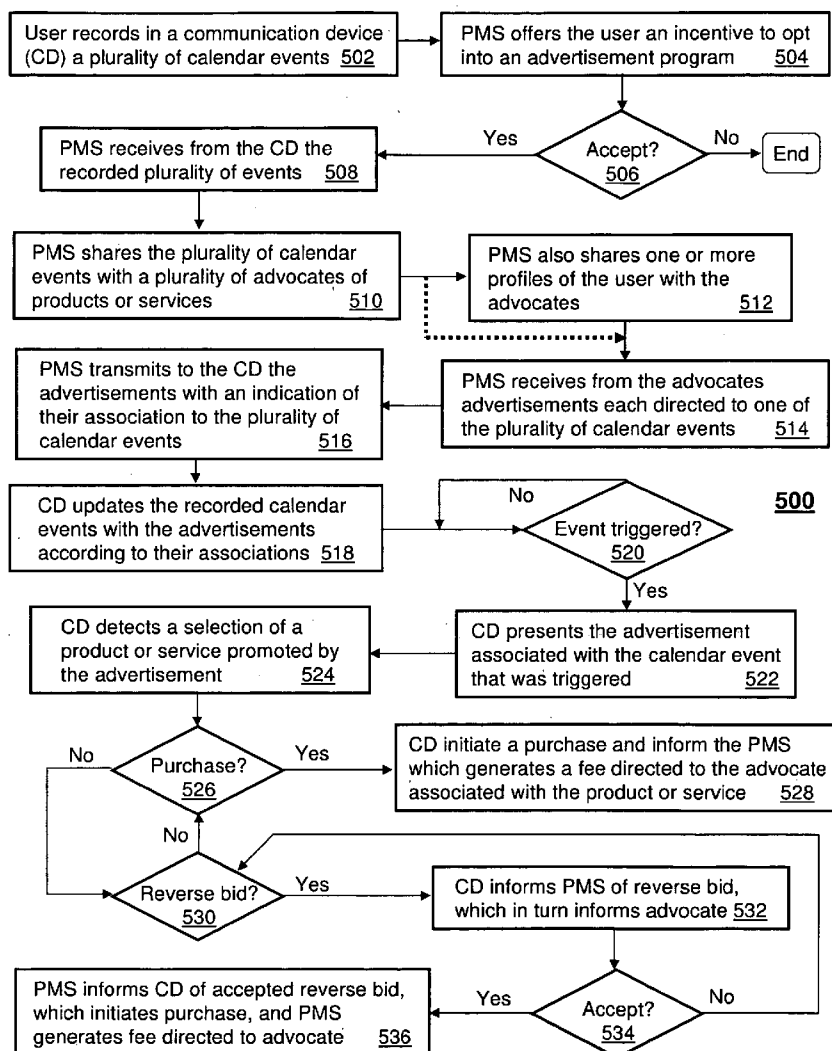 User records in a communication device
(CD) a plurality of calendar events 502
PMS offers the user an incentive to opt
into an advertisement program 504
Accept?
506
Yes
No
End
PMS receives from the CD the
recorded plurality of events 508
PMS shares the plurality of calendar
events with a plurality of advocates of
products or services 510
PMS also shares one or more
profiles of the user with the
advocates 512
PMS transmits to the CD the
advertisements with an indication of
their association to the plurality of
calendar events 516
PMS receives from the advocates
advertisements each directed to one of
the plurality of calendar events 514
CD updates the recorded calendar
events with the advertisements
according to their associations 518
No
Event triggered?
520
500
Yes
CD detects a selection of a
product or service promoted by
the advertisement 524
CD presents the advertisement
associated with the calendar event
that was triggered 522
No
Purchase?
526
Yes
CD initiate a purchase and inform the PMS
which generates a fee directed to the advocate
associated with the product or service 528
No
Reverse bid?
530
Yes
CD informs PMS of reverse bid,
which in turn informs advocate 532
PMS informs CD of accepted reverse bid,
which initiates purchase, and PMS
generates fee directed to advocate 536
Yes
Accept?
534
No